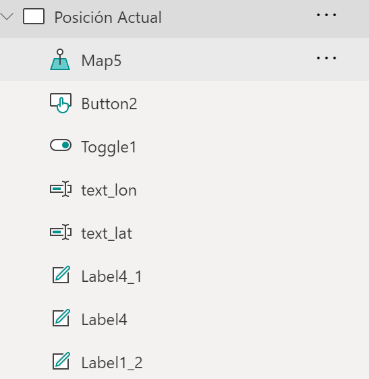 Posición Actual
Map5
Button2
Toggle1
text_lon
text_lat
Label4_1
Label4
Label1_2